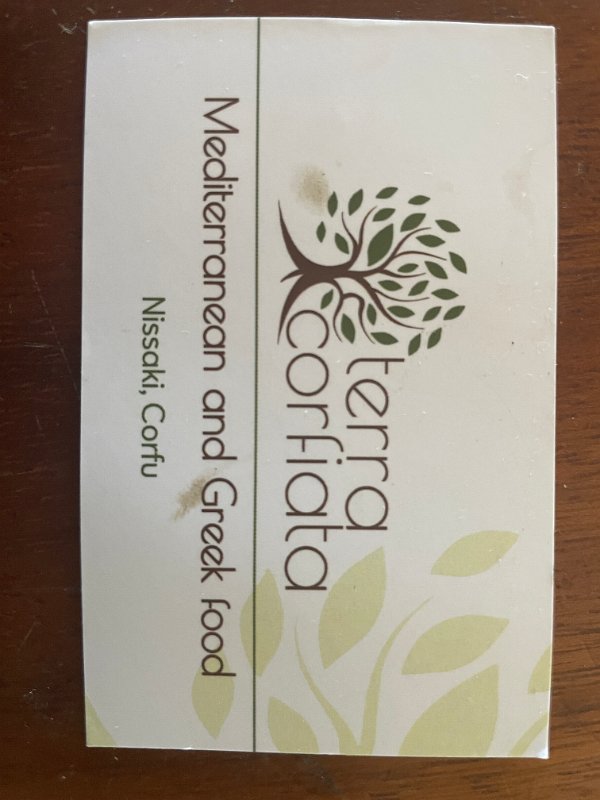 terra
corfiata
Mediterranean and Greek food
Nissaki, Corfu